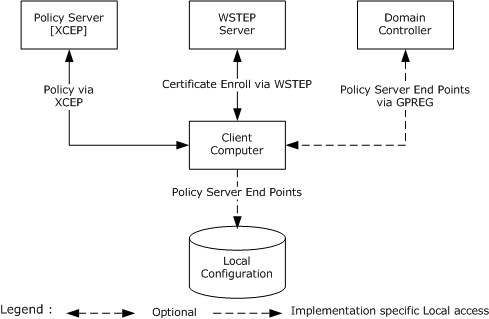 Policy Server
[XCEP]
WSTEP
Server
Domain
Controller
Policy via
XCEP
Certificate Enroll via WSTEP
Policy Server End Points
via GPREG
Client
Computer
Policy Server End Points
Local
Configuration
Legend :
Optional
Implementation specific Local access